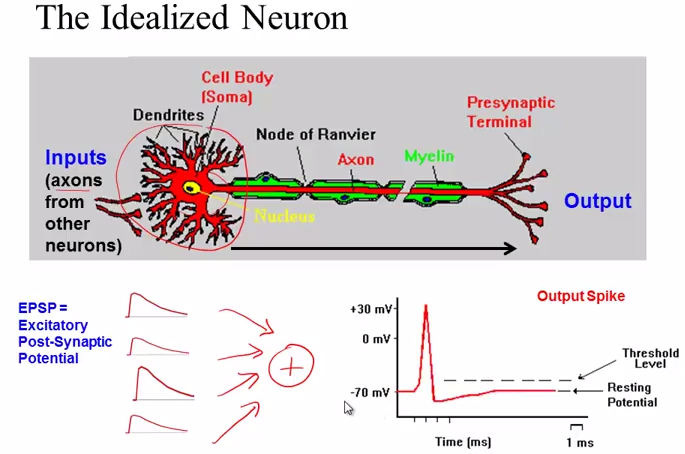 The Idealized Neuron
Cell Body
(Soma)
Dendrites
Presynaptic
Terminal
Node of Ranvier
Axon
Myelin
Inputs
(axons
from
other
neurons)
Nucleus
Output
EPSP =
Excitatory
Post-Synaptic
Potential
+
Output Spike
+30 mV
0 mV
-70 mV
Threshold
Level
Resting
Potential
Time (ms)
1 ms